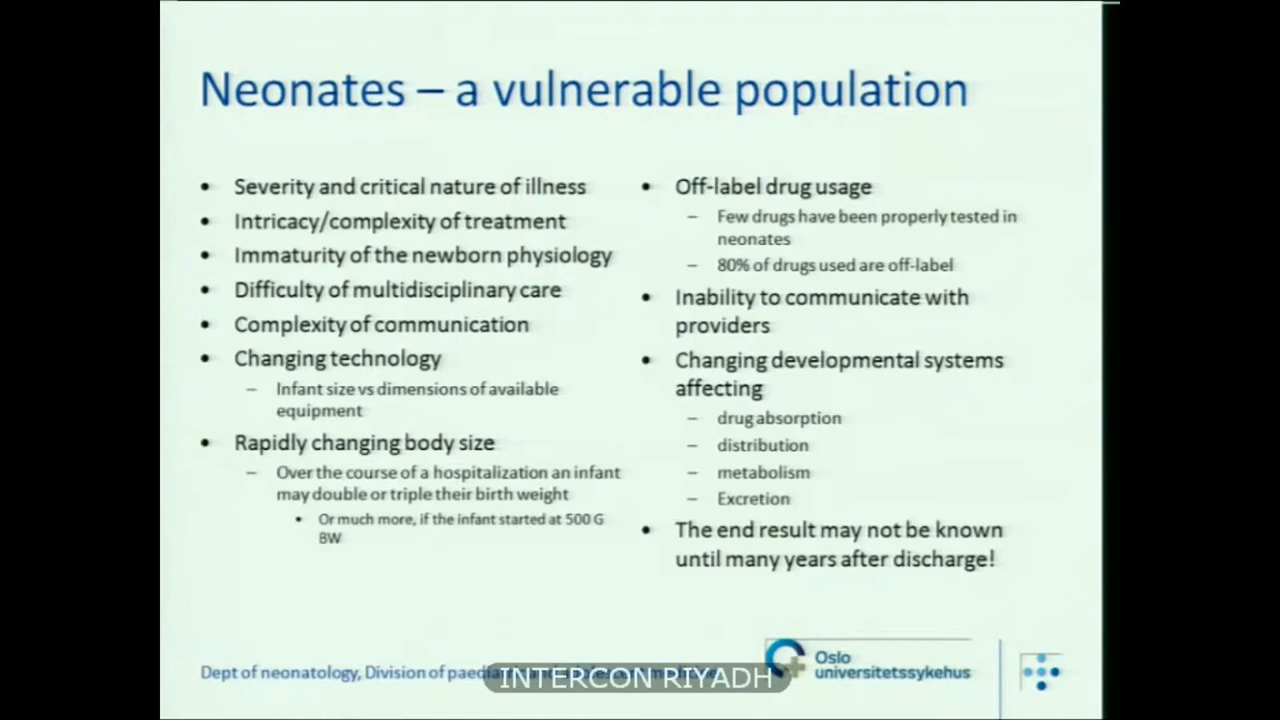 Neonates – a vulnerable population
• Severity and critical nature of illness
• Intricacy/complexity of treatment
• Immaturity of the newborn physiology
• Difficulty of multidisciplinary care
• Complexity of communication
• Changing technology
– Infant size vs dimensions of available
equipment
• Rapidly changing body size
– Over the course of a hospitalization an infant
may double or triple their birth weight
• Or much more, if the infant started at 500 G
BW
• Off-label drug usage
– Few drugs have been properly tested in
neonates
– 80% of drugs used are off-label
• Inability to communicate with
providers
• Changing developmental systems
affecting
– drug absorption
– distribution
– metabolism
– Excretion
• The end result may not be known
until many years after discharge!
Dept of neonatology, Division of
INTERCON RIYADH
Oslo
universitetssykehus